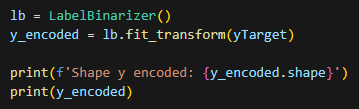 lb = LabelBinarizer()
y_encoded = lb.fit_transform(yTarget)
print(f'Shape y encoded: {y_encoded.shape}')
print(y_encoded)